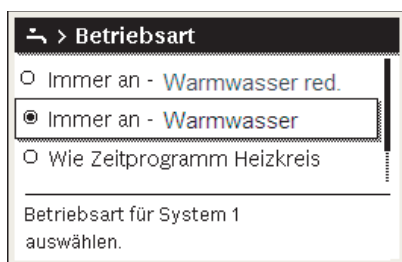 > Betriebsart
Immer an - Warmwasser red.
Immer an - Warmwasser
Wie Zeitprogramm Heizkreis
Betriebsart für System 1
auswählen.